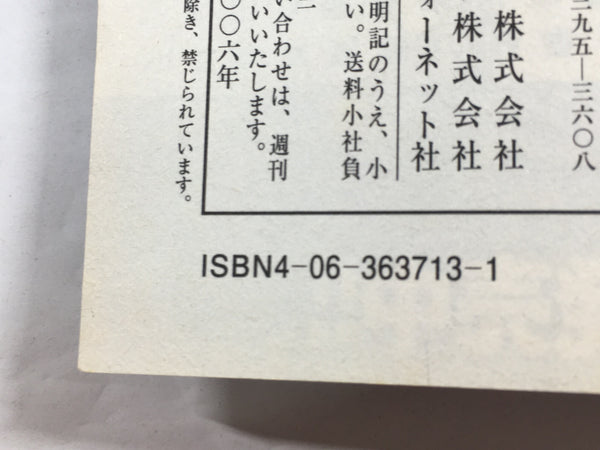 二九五―三六〇八
株式会社
株式会社
ォーネット社
明記のうえ、小
い。送料小社負
い合わせは、週刊
いいたします。
〇〇六年
除き、禁じられています。
ISBN4-06-363713-1